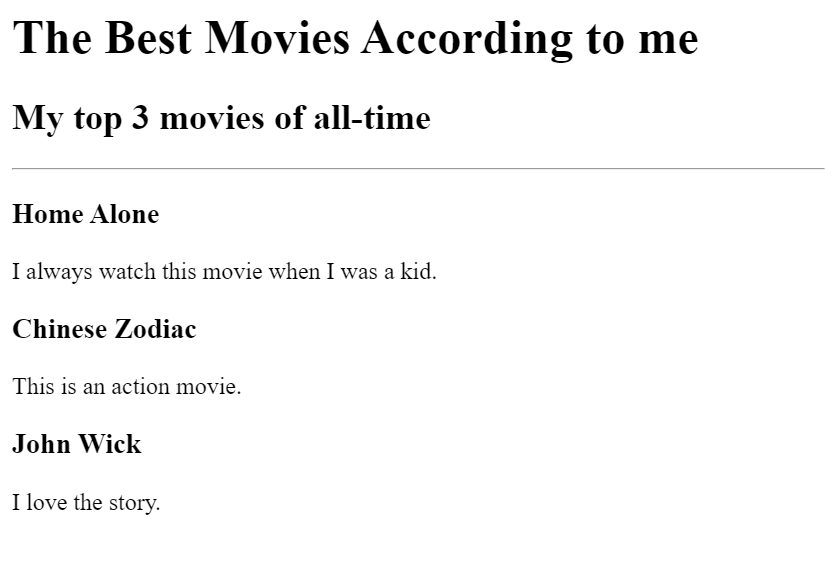 The Best Movies According to me
My top 3 movies of all-time
Home Alone
I always watch this movie when I was a kid.
Chinese Zodiac
This is an action movie.
John Wick
I love the story.